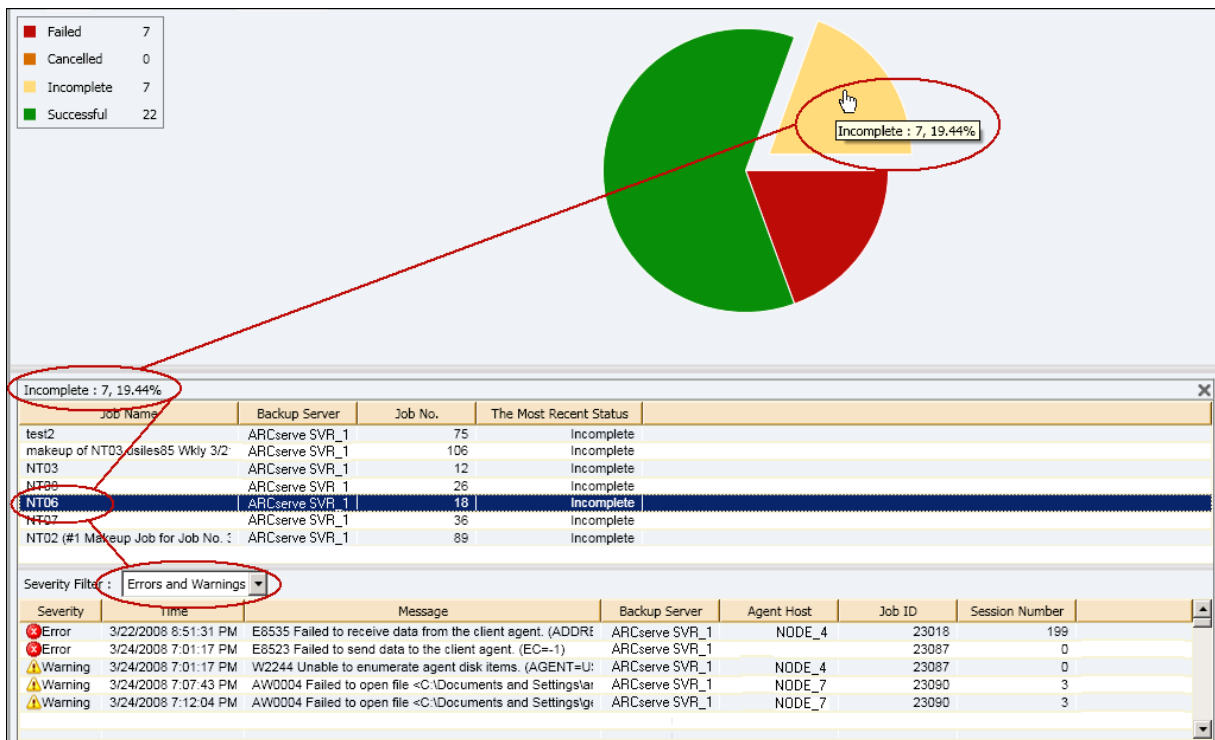 Failed 7
Cancelled 0
Incomplete 7
Successful 22
Incomplete : 7, 19.44%
Incomplete : 7, 19.44%
Job Name Backup Server Job No. The Most Recent Status
test2 ARCserve SVR_1 75 Incomplete
makeup of NT03 usiles85 Wkly 3/2 ARCserve SVR_1 106 Incomplete
NT03 ARCserve SVR_1 12 Incomplete
ARCserve SVR_1 26 Incomplete
NT06 ARCserve SVR_1 18 Incomplete
NT07 ARCserve SVR_1 36 Incomplete
NT02 (#1 Makeup Job for Job No. 3 ARCserve SVR_1 89 Incomplete
Severity Filter : Errors and Warnings
Severity Time Message Backup Server Agent Host Job ID Session Number
Error 3/22/2008 8:51:31 PM E8535 Failed to receive data from the client agent. (ADDRE ARCserve SVR_1 NODE_4 23018 199
Error 3/24/2008 7:01:17 PM E8523 Failed to send data to the client agent. (EC=-1) ARCserve SVR_1 23087 0
Warning 3/24/2008 7:01:17 PM W2244 Unable to enumerate agent disk items. (AGENT=U ARCserve SVR_1 NODE_4 23087 0
Warning 3/24/2008 7:07:43 PM AW0004 Failed to open file <C:\Documents and Settings\ar ARCserve SVR_1 NODE_7 23090 3
Warning 3/24/2008 7:12:04 PM AW0004 Failed to open file <C:\Documents and Settings\ge ARCserve SVR_1 NODE_7 23090 3